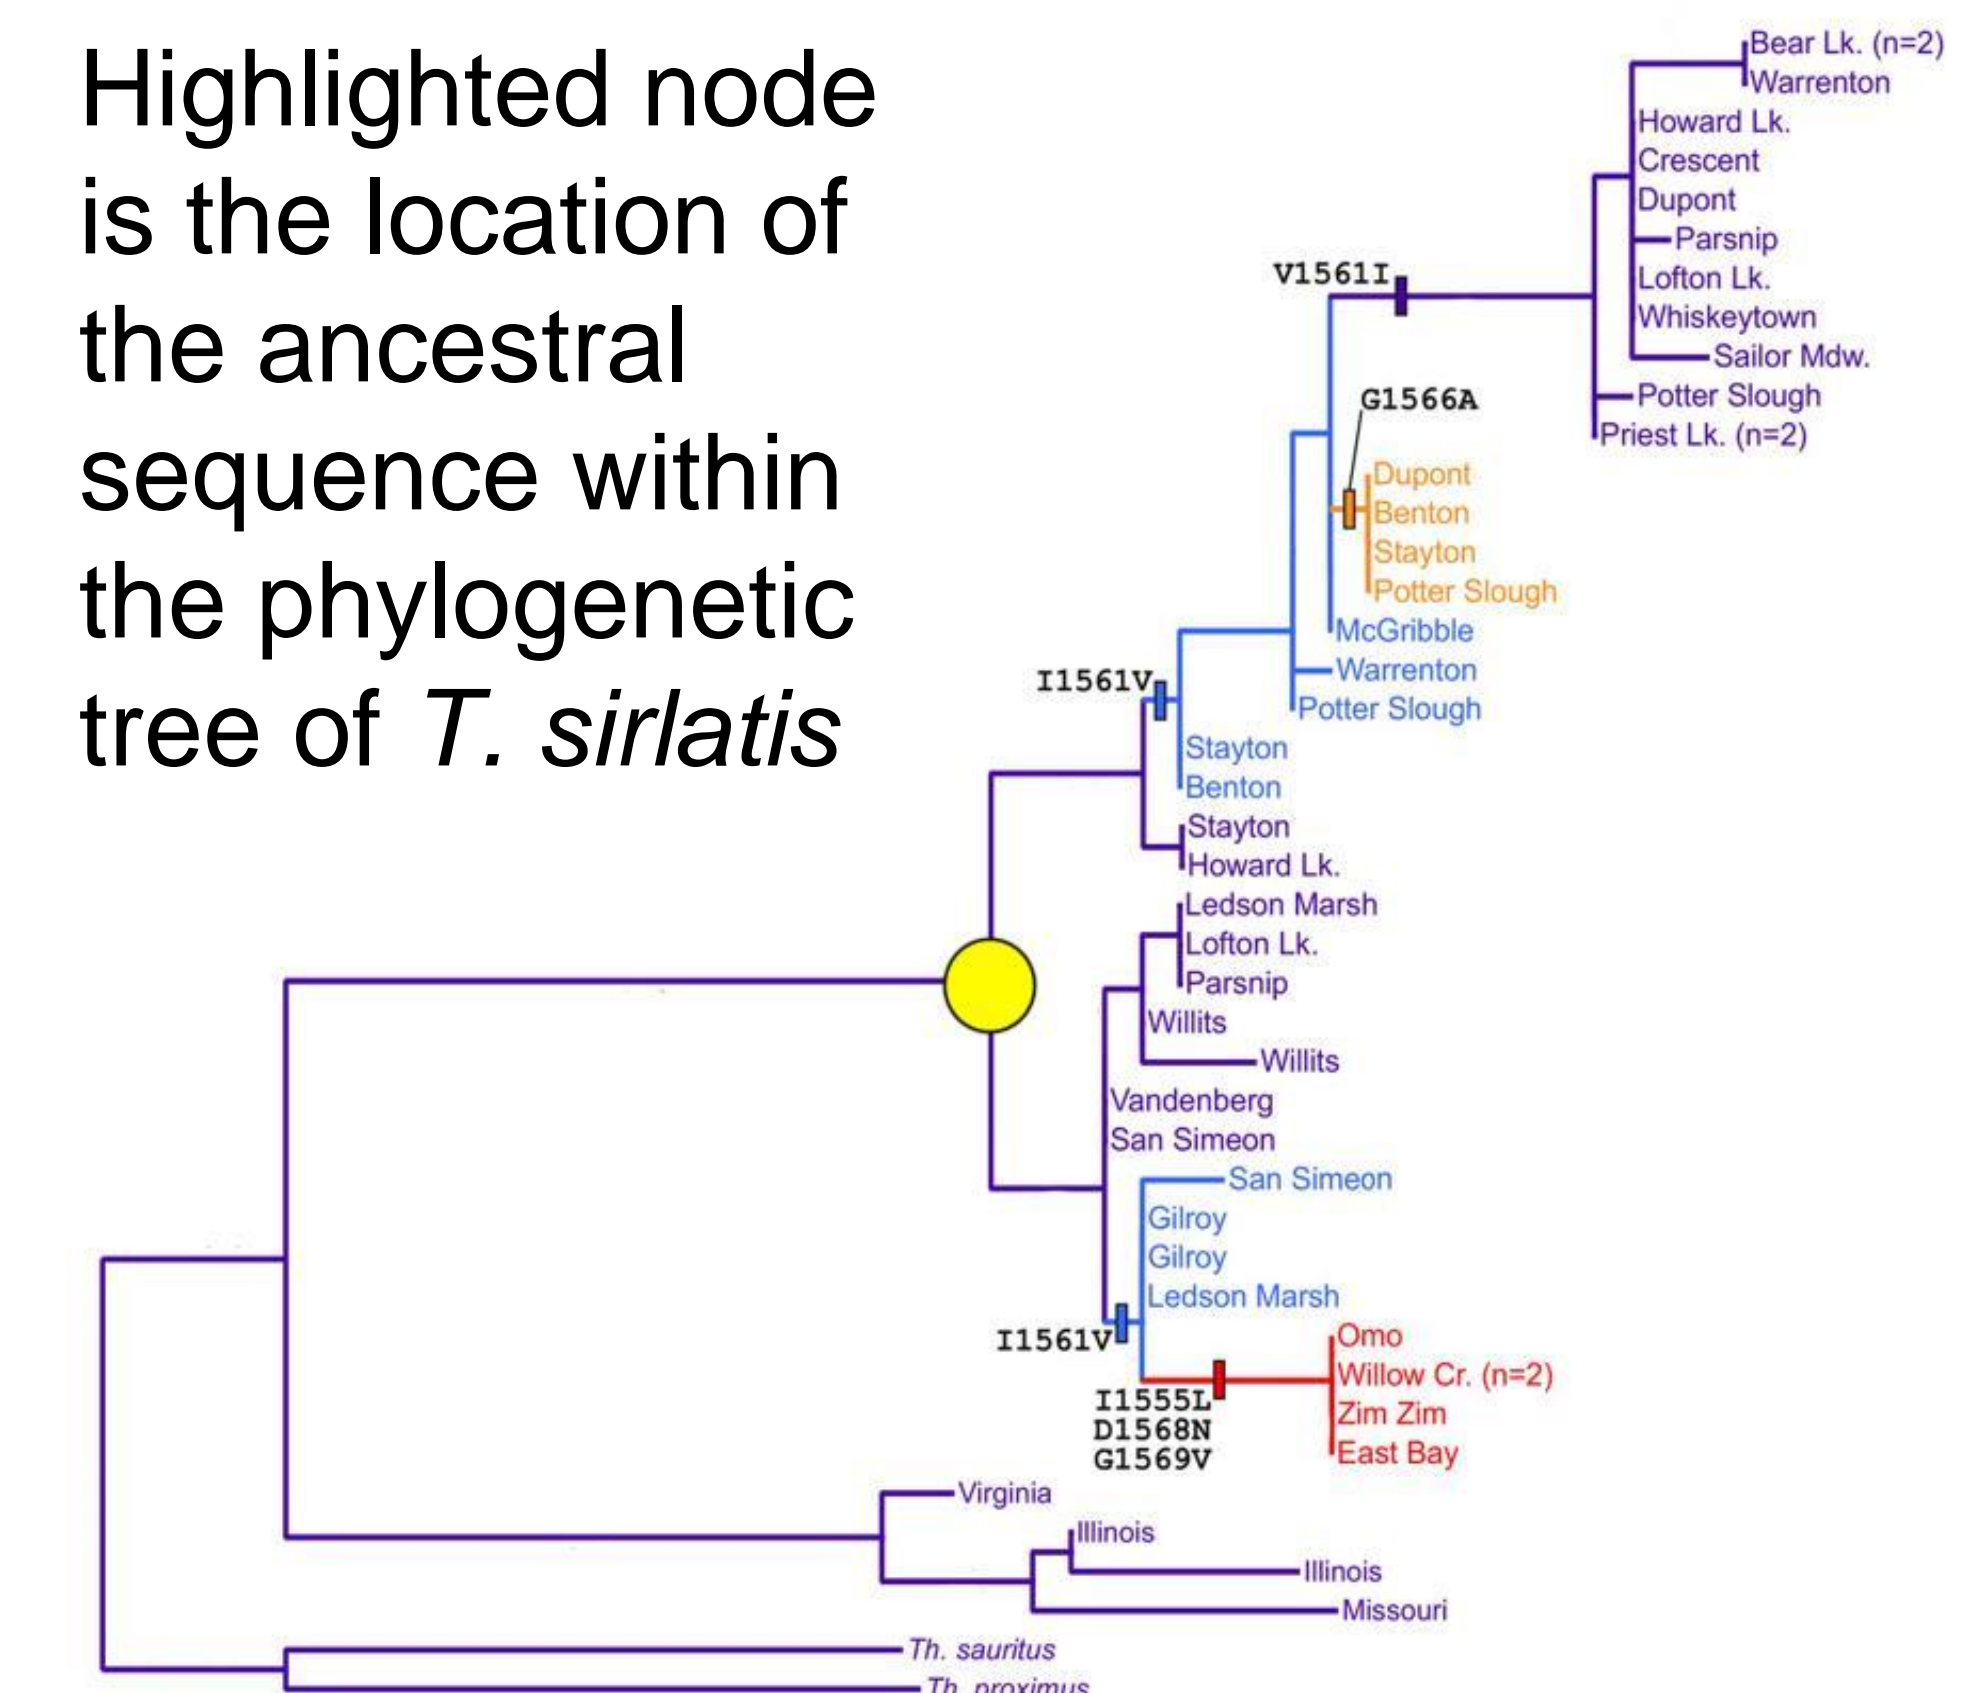 Highlighted node
is the location of
the ancestral
sequence within
the phylogenetic
tree of T. sirlatis
Bear Lk. (n=2)
Warrenton
Howard Lk.
Crescent
Dupont
Parsnip
Lofton Lk.
Whiskeytown
Sailor Mdw.
Potter Slough
Priest Lk. (n=2)
V1561I
G1566A
Dupont
Benton
Stayton
Potter Slough
McGribble
Warrenton
Potter Slough
I1561V
Stayton
Benton
Stayton
Howard Lk.
Ledson Marsh
Lofton Lk.
Parsnip
Willits
Willits
Vandenberg
San Simeon
San Simeon
Gilroy
Gilroy
Ledson Marsh
I1561V
Omo
Willow Cr. (n=2)
Zim Zim
East Bay
I1555L
D1568N
G1569V
Virginia
Illinois
Illinois
Missouri
Th. sauritus
Th. proximus